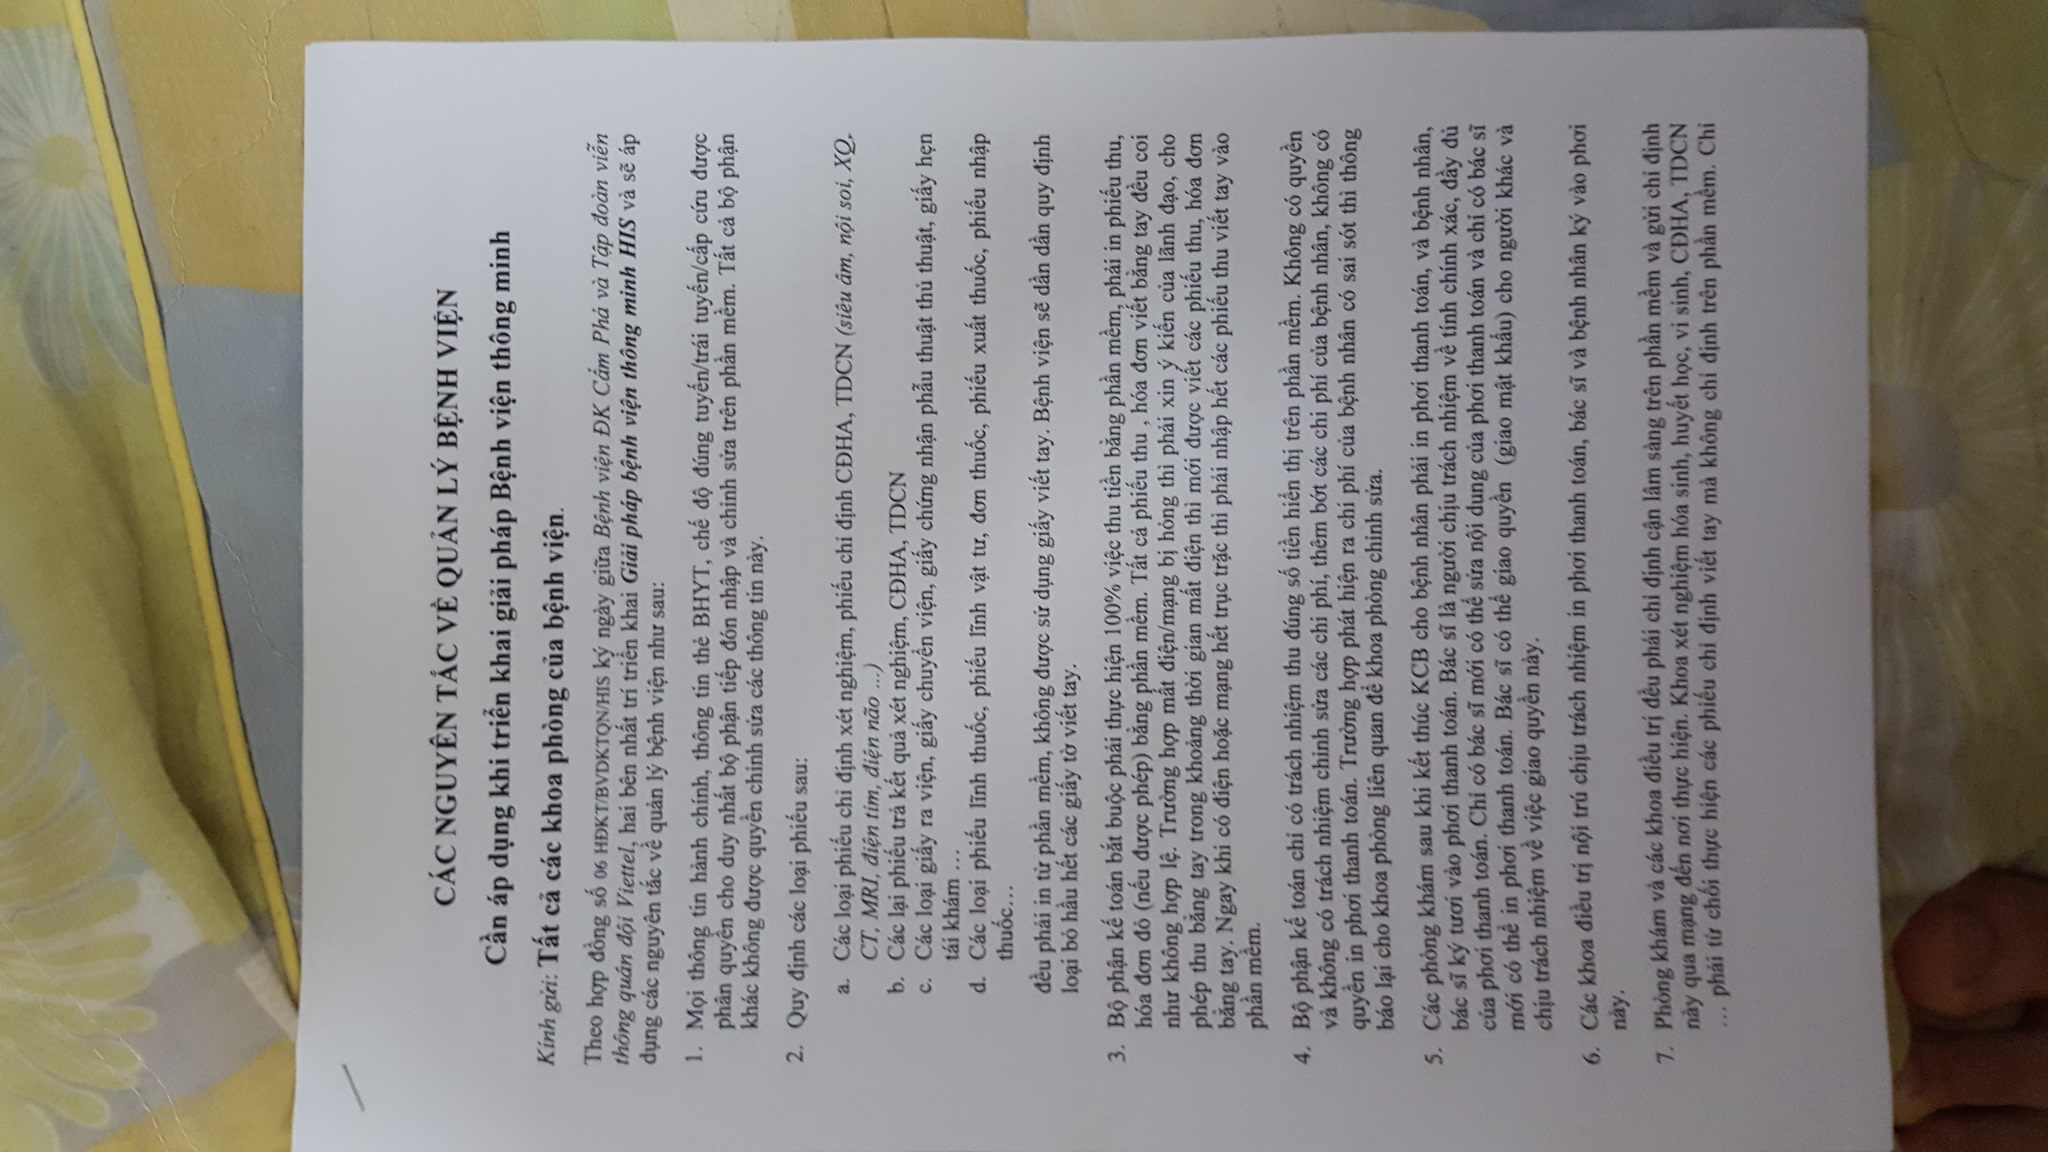 CÁC NGUYÊN TẮC VỀ QUẢN LÝ BỆNH VIỆN
Cần áp dụng khi triển khai giải pháp Bệnh viện thông minh
Kính gửi: Tất cả các khoa phòng của bệnh viện.
Theo hợp đồng số 06 HĐKT/BVDKTQN/HIS ký ngày giữa Bệnh viện ĐK Cẩm Phả và Tập đoàn viễn
thông quân đội Viettel, hai bên nhất trí triển khai Giải pháp bệnh viện thông minh HIS và sẽ áp
dụng các nguyên tắc về quản lý bệnh viện như sau:
1. Mọi thông tin hành chính, thông tin thẻ BHYT, chế độ đúng tuyến/trái tuyến/cấp cứu được
phân quyền cho duy nhất bộ phận tiếp đón nhập và chỉnh sửa trên phần mềm. Tất cả bộ phận
khác không được quyền chỉnh sửa các thông tin này.
2. Quy định các loại phiếu sau:
a. Các loại phiếu chỉ định xét nghiệm, phiếu chỉ định CĐHA, TDCN (siêu âm, nội soi, XQ,
CT, MRI, điện tim, điện não ...)
b. Các lại phiếu trả kết quả xét nghiệm, CĐHA, TDCN
c. Các loại giấy ra viện, giấy chuyển viện, giấy chứng nhận phẫu thuật thủ thuật, giấy hẹn
tái khám ...
d. Các loại phiếu lĩnh thuốc, phiếu lĩnh vật tư, đơn thuốc, phiếu xuất thuốc, phiếu nhập
thuốc...
đều phải in từ phần mềm, không được sử dụng giấy viết tay. Bệnh viện sẽ dần dần quy định
loại bỏ hầu hết các giấy tờ viết tay.
3. Bộ phận kế toán bắt buộc phải thực hiện 100% việc thu tiền bằng phần mềm, phải in phiếu thu,
hóa đơn đỏ (nếu được phép) bằng phần mềm. Tất cả phiếu thu , hóa đơn viết bằng tay đều coi
như không hợp lệ. Trường hợp mất điện/mạng bị hỏng thì phải xin ý kiến của lãnh đạo, cho
phép thu bằng tay trong khoảng thời gian mất điện thì mới được viết các phiếu thu, hóa đơn
bằng tay. Ngay khi có điện hoặc mạng hết trục trặc thì phải nhập hết các phiếu thu viết tay vào
phần mềm.
4. Bộ phận kế toán chỉ có trách nhiệm thu đúng số tiền hiển thị trên phần mềm. Không có quyền
và không có trách nhiệm chỉnh sửa các chi phí, thêm bớt các chi phí của bệnh nhân, không có
quyền in phơi thanh toán. Trường hợp phát hiện ra chi phí của bệnh nhân có sai sót thì thông
báo lại cho khoa phòng liên quan để khoa phòng chỉnh sửa.
5. Các phòng khám sau khi kết thúc KCB cho bệnh nhân phải in phơi thanh toán, và bệnh nhân,
bác sĩ ký tươi vào phơi thanh toán. Bác sĩ là người chịu trách nhiệm về tính chính xác, đầy đủ
của phơi thanh toán. Chỉ có bác sĩ mới có thể sửa nội dung của phơi thanh toán và chỉ có bác sĩ
mới có thể in phơi thanh toán. Bác sĩ có thể giao quyền (giao mật khẩu) cho người khác và
chịu trách nhiệm về việc giao quyền này.
6. Các khoa điều trị nội trú chịu trách nhiệm in phơi thanh toán, bác sĩ và bệnh nhân ký vào phơi
này.
7. Phòng khám và các khoa điều trị đều phải chỉ định cận lâm sàng trên phần mềm và gửi chỉ định
này qua mạng đến nơi thực hiện. Khoa xét nghiệm hóa sinh, huyết học, vi sinh, CĐHA, TDCN
... phải từ chối thực hiện các phiếu chỉ định viết tay mà không chỉ định trên phần mềm. Chỉ